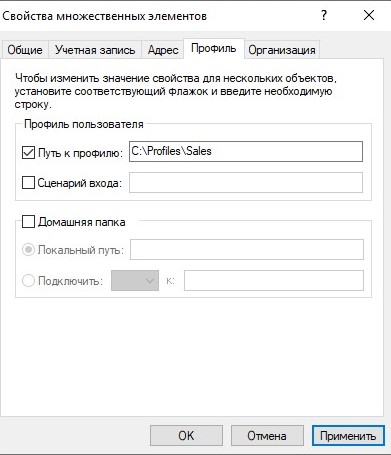 Свойства множественных элементов
Общие Учетная запись Адрес Профиль Организация
Чтобы изменить значение свойства для нескольких объектов,
установите соответствующий флажок и введите необходимую
строку.
Профиль пользователя
Путь к профилю: C:\Profiles\Sales
Сценарий входа:
Домашняя папка
Локальный путь:
Подключить: к:
OK Отмена Применить